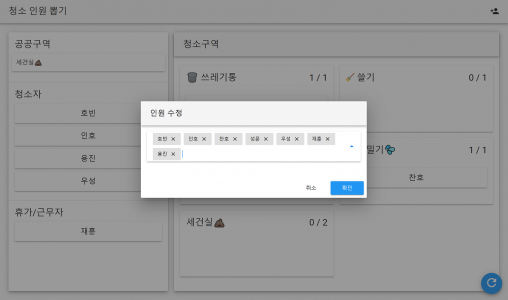 청소 인원 뽑기
공공구역
세건실
청소자
호빈
인호
용진
우성
휴가/근무자
재훈
청소구역
쓰레기통 1 / 1
쓸기 0 / 1
밀기 1 / 1
찬호
세건실 0 / 2
인원 수정
호빈 × 인호 × 찬호 × 성윤 × 우성 × 재훈 ×
용진 ×
취소 확인